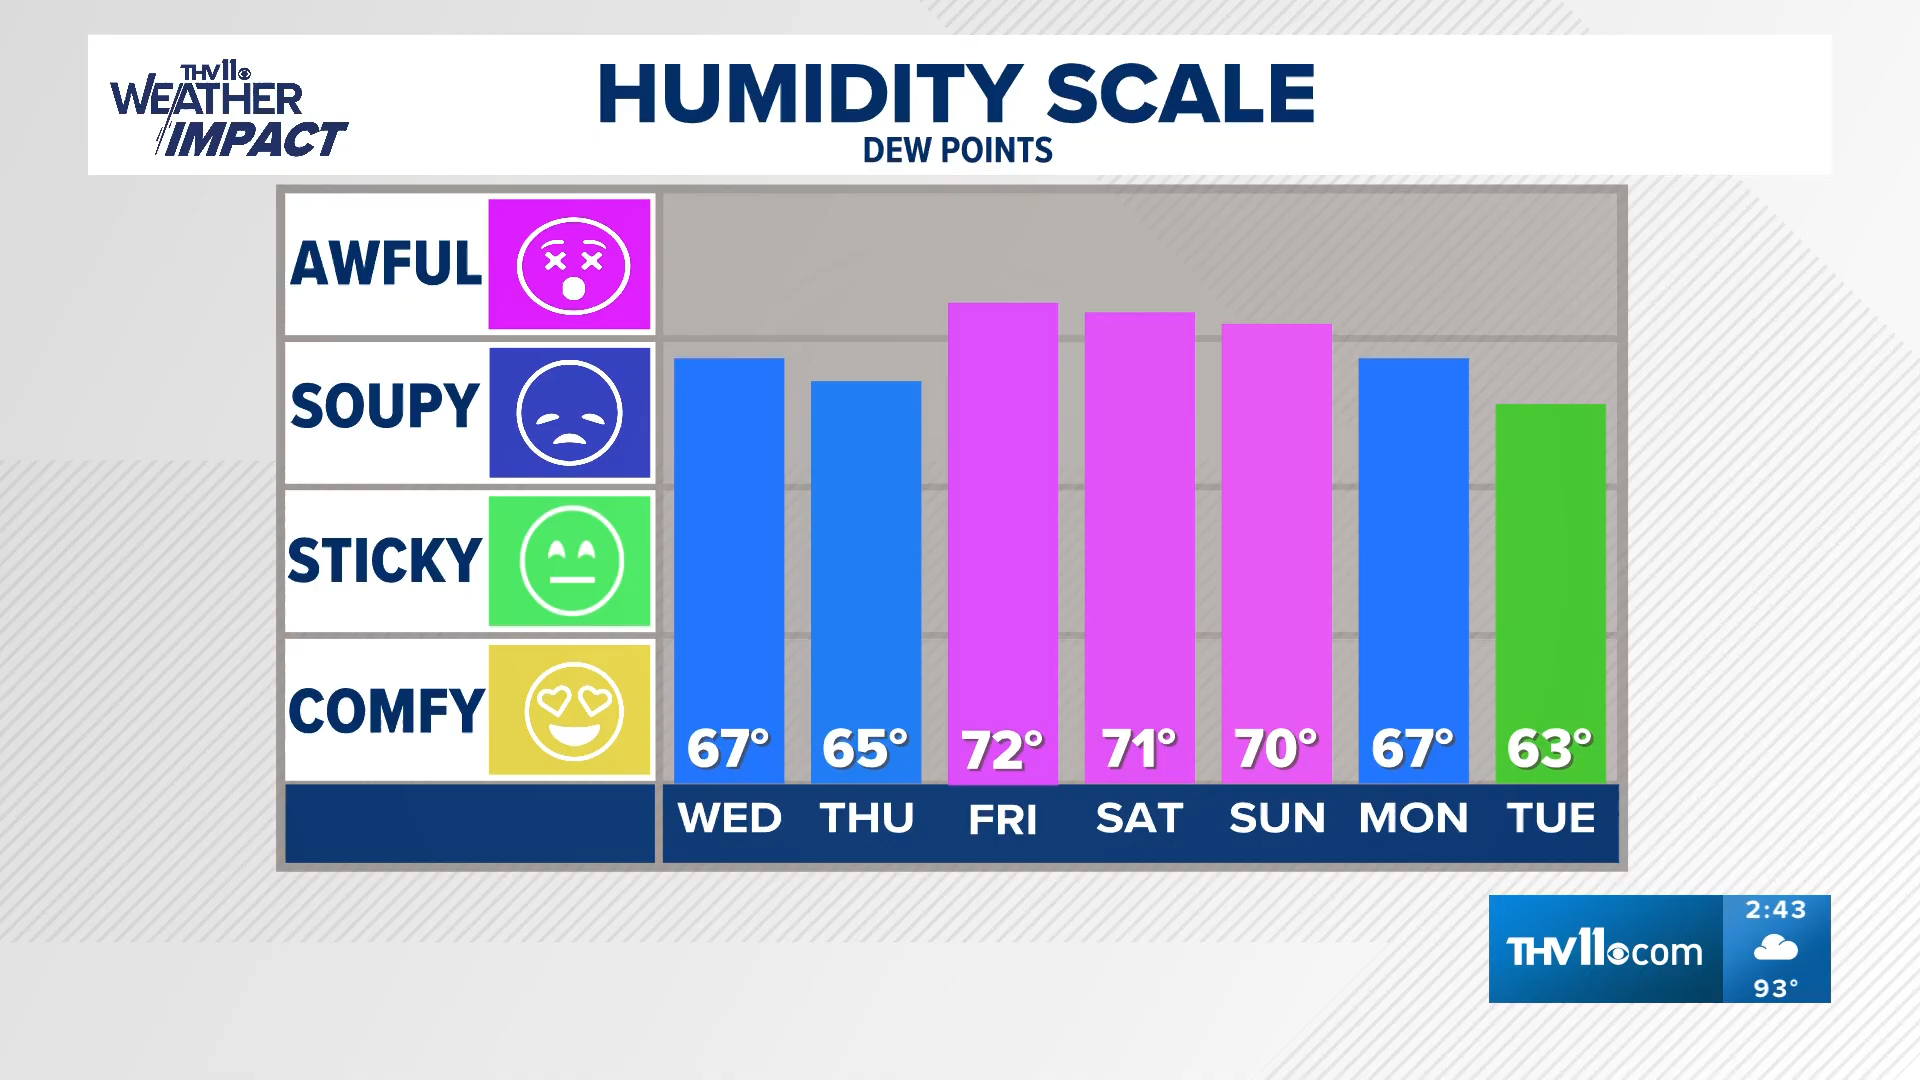 THV11
WEATHER
IMPACT
HUMIDITY SCALE
DEW POINTS
AWFUL
SOUPY
STICKY
COMFY
67° 65° 72° 71° 70° 67° 63°
WED THU FRI SAT SUN MON TUE
THV11.com
2:43
93°